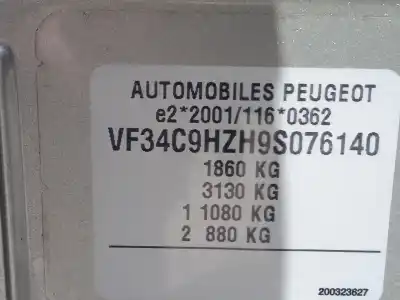 AUTOMOBILES PEUGEOT
e2*2001/116*0362
VF34C9HZH9S076140
1860 KG
3130 KG
1 1080 KG
2 880 KG
200323627